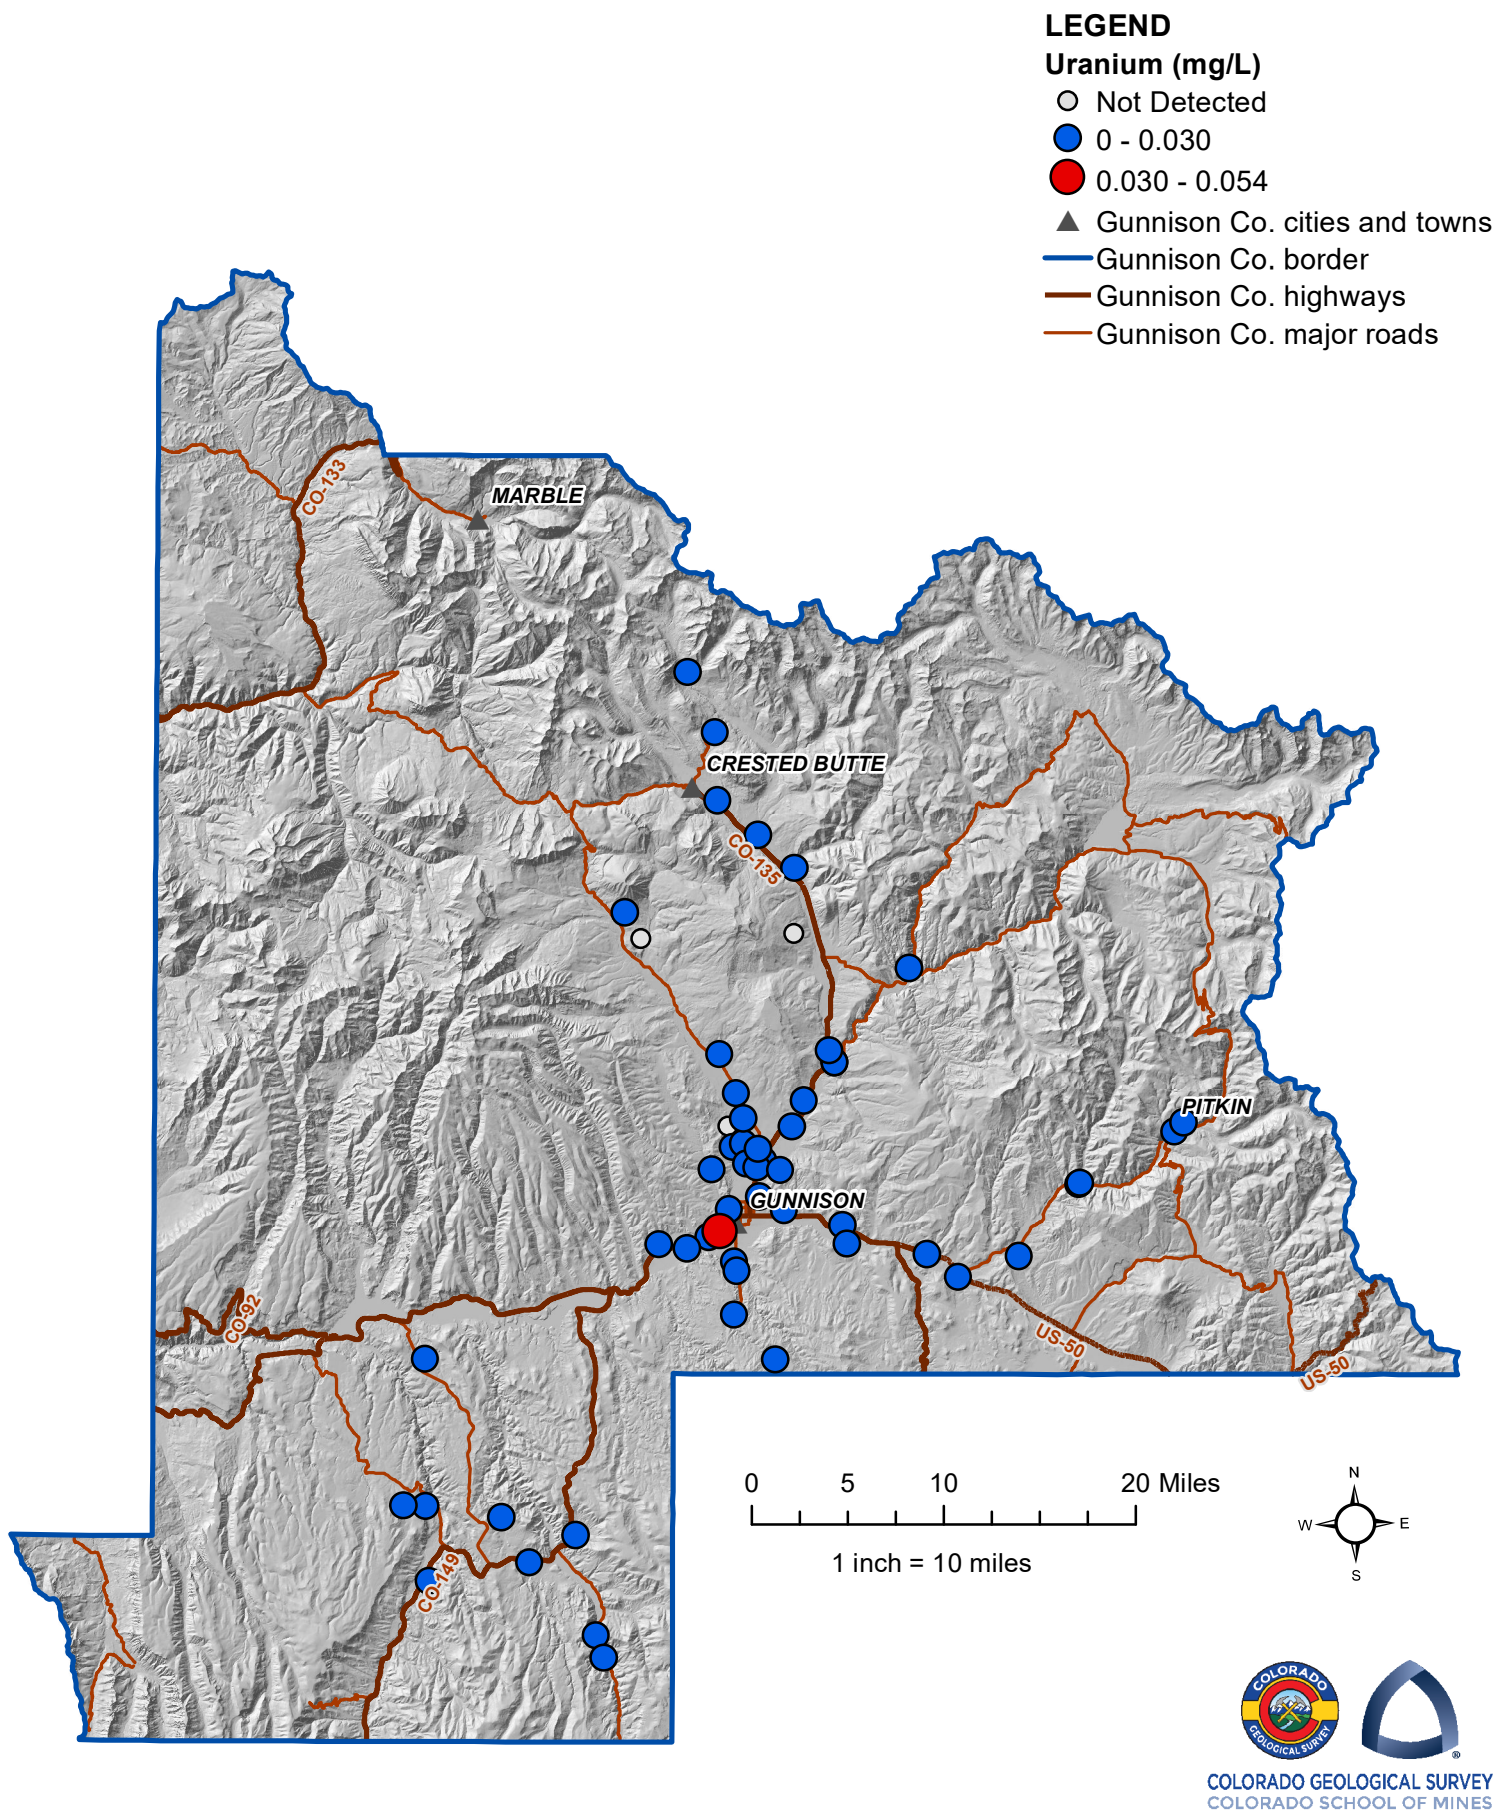 LEGEND
Uranium (mg/L)
Not Detected
0 - 0.030
0.030 - 0.054
Gunnison Co. cities and towns
Gunnison Co. border
Gunnison Co. highways
Gunnison Co. major roads
CO-133
MARBLE
CRESTED BUTTE
CO-135
PITKIN
GUNNISON
CO-92
US-50
US-50
0 5 10 20 Miles
1 inch = 10 miles
N
W E
S
CO-149
COLORADO
GEOLOGICAL SURVEY
®
COLORADO GEOLOGICAL SURVEY
COLORADO SCHOOL OF MINES